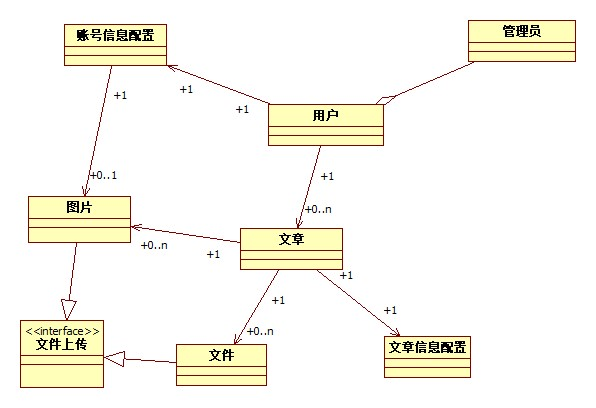 账号信息配置
管理员
+1
+1
+1
用户
+1
+0..1
+0..n
图片
文章
+0..n
+1
+1
+1
+1
+0..n
<<interface>>
文件上传
文件
文章信息配置